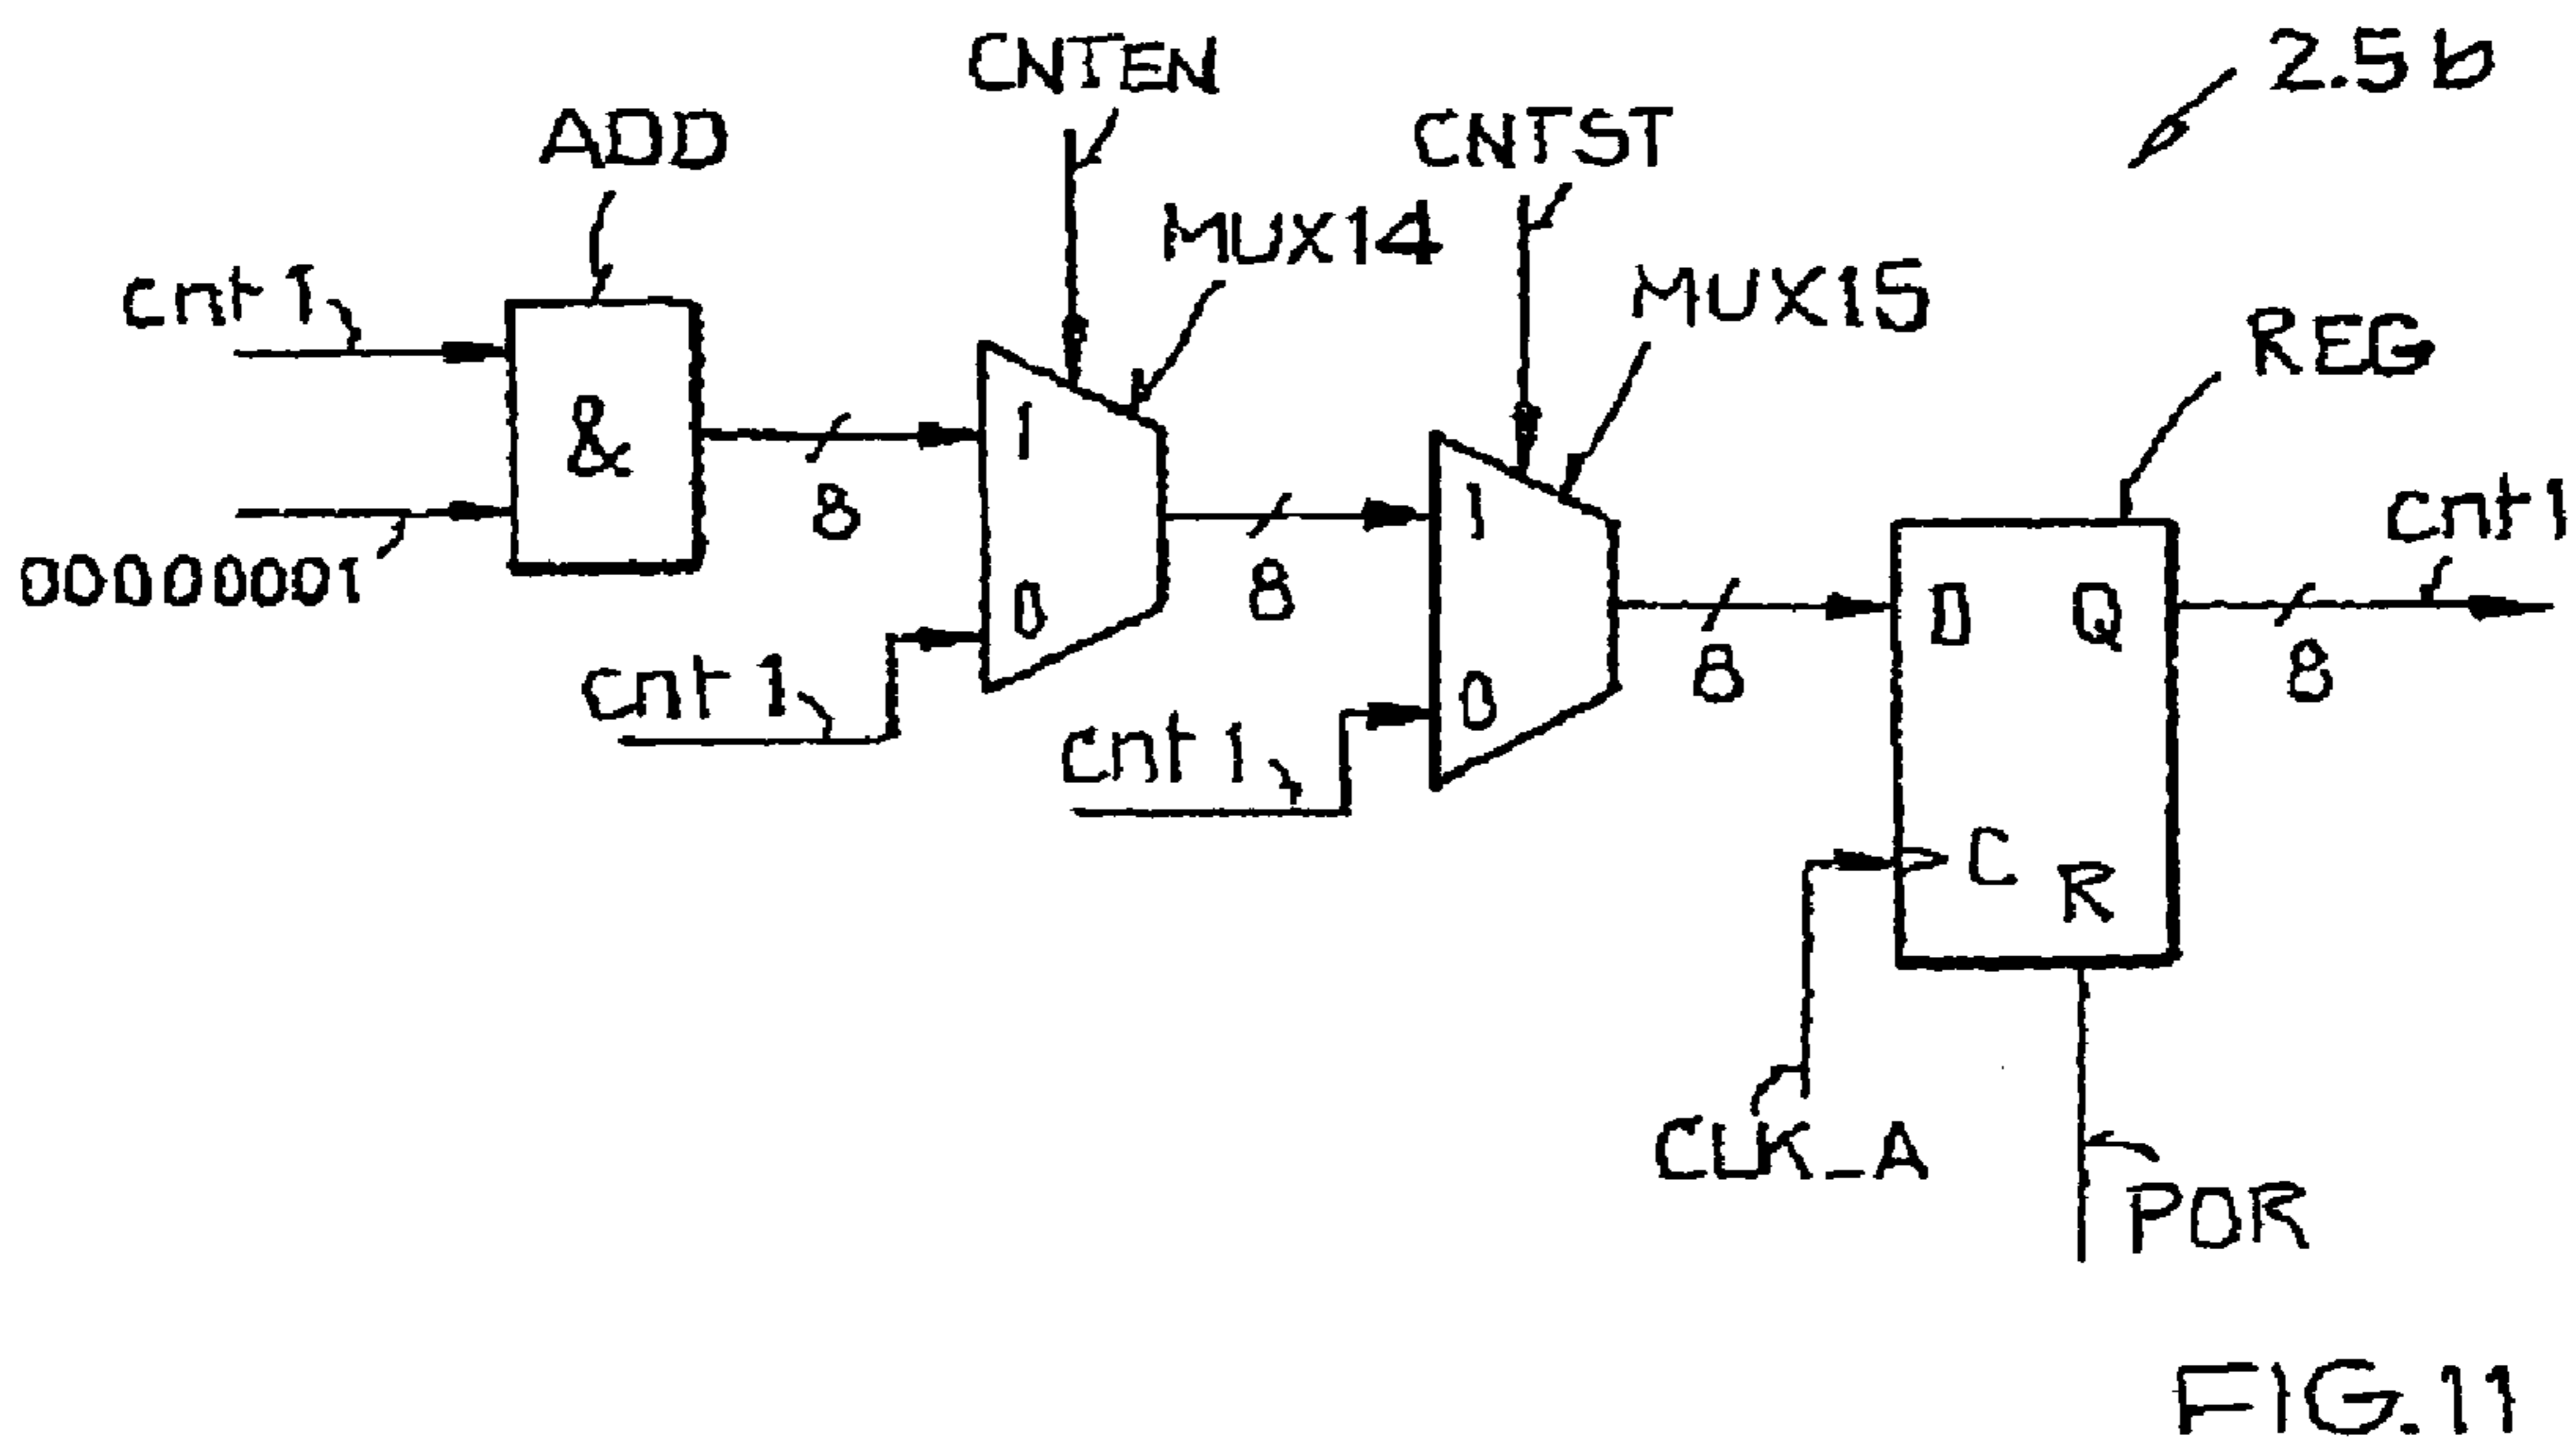 CNTEN
2.5b
ADD
CNTST
MUX14
cnt1
MUX15
REG
&
1
8
1
cnt1
00000001
8
0
D
Q
cnt1
8
8
0
cnt1
C
R
CLK_A
POR
FIG.11